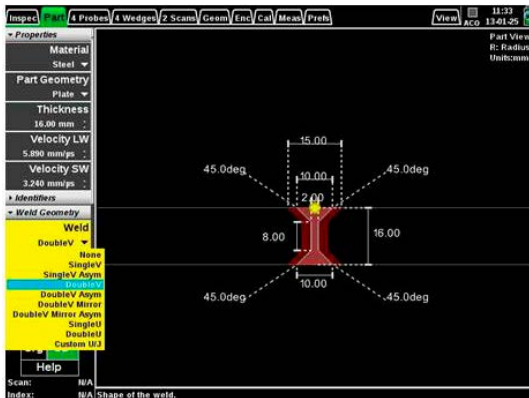 Inspec Part 4 Probes 4 Wedges 2 Scans Geom Enc Cal Meas Prefs View ACQ 11:33 13-01-25
Properties
Material
Steel
Part Geometry
Plate
Thickness
16.00 mm
Velocity LW
5.890 mm/µs
Velocity SW
3.240 mm/µs
Identifiers
Weld Geometry
Weld
DoubleV
None
SingleV
SingleV Asym
DoubleV
DoubleV Asym
DoubleV Mirror
DoubleV Mirror Asym
SingleU
DoubleU
Custom U/J
Help
Scan: N/A
Index: N/A
Part View
R: Radius
Units:mm
15.00
45.0deg 10.00 45.0deg
2.00
8.00 16.00
45.0deg 10.00 45.0deg
Shape of the weld.